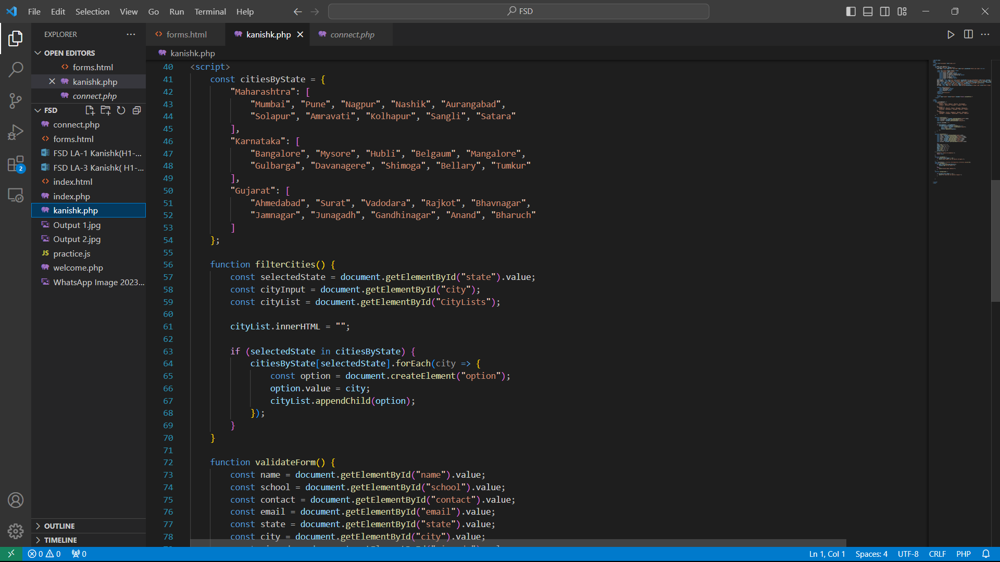 File Edit Selection View Go Run Terminal Help
FSD
EXPLORER
OPEN EDITORS
forms.html
kanishk.php
connect.php
FSD
connect.php
forms.html
FSD LA-1 Kanishk(H1-...
FSD LA-3 Kanishk( H1-...
index.html
index.php
kanishk.php
Output 1.jpg
Output 2.jpg
JS practice.js
welcome.php
WhatsApp Image 2023...
2
OUTLINE
TIMELINE
forms.html kanishk.php connect.php
kanishk.php
40 <script>
41 const citiesByState = {
42 "Maharashtra": [
43 "Mumbai", "Pune", "Nagpur", "Nashik", "Aurangabad",
44 "Solapur", "Amravati", "Kolhapur", "Sangli", "Satara"
45 ],
46 "Karnataka": [
47 "Bangalore", "Mysore", "Hubli", "Belgaum", "Mangalore",
48 "Gulbarga", "Davanagere", "Shimoga", "Bellary", "Tumkur"
49 ],
50 "Gujarat": [
51 "Ahmedabad", "Surat", "Vadodara", "Rajkot", "Bhavnagar",
52 "Jamnagar", "Junagadh", "Gandhinagar", "Anand", "Bharuch"
53 ]
54 };
55
56 function filterCities() {
57 const selectedState = document.getElementById("state").value;
58 const cityInput = document.getElementById("city");
59 const cityList = document.getElementById("CityLists");
60
61 cityList.innerHTML = "";
62
63 if (selectedState in citiesByState) {
64 citiesByState[selectedState].forEach(city => {
65 const option = document.createElement("option");
66 option.value = city;
67 cityList.appendChild(option);
68 });
69 }
70 }
71
72 function validateForm() {
73 const name = document.getElementById("name").value;
74 const school = document.getElementById("school").value;
75 const contact = document.getElementById("contact").value;
76 const email = document.getElementById("email").value;
77 const state = document.getElementById("state").value;
78 const city = document.getElementById("city").value;
0 0 0 Ln 1, Col 1 Spaces: 4 UTF-8 CRLF PHP